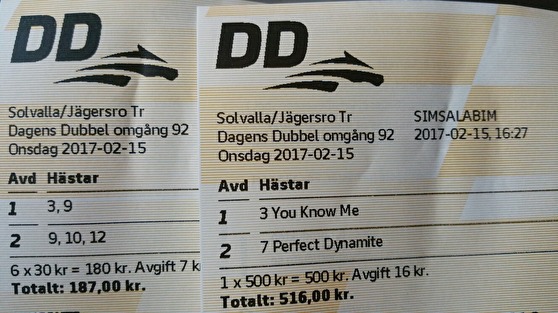 DD
Solvalla/Jägersro Tr
Dagens Dubbel omgång 92
Onsdag 2017-02-15
Avd Hästar
1 3, 9
2 9, 10, 12
6 x 30 kr = 180 kr. Avgift 7 k
Totalt: 187,00 kr.
DD
Solvalla/Jägersro Tr SIMSALABIM
Dagens Dubbel omgång 92 2017-02-15, 16:27
Onsdag 2017-02-15
Avd Hästar
1 3 You Know Me
2 7 Perfect Dynamite
1 x 500 kr = 500 kr. Avgift 16 kr.
Totalt: 516,00 kr.